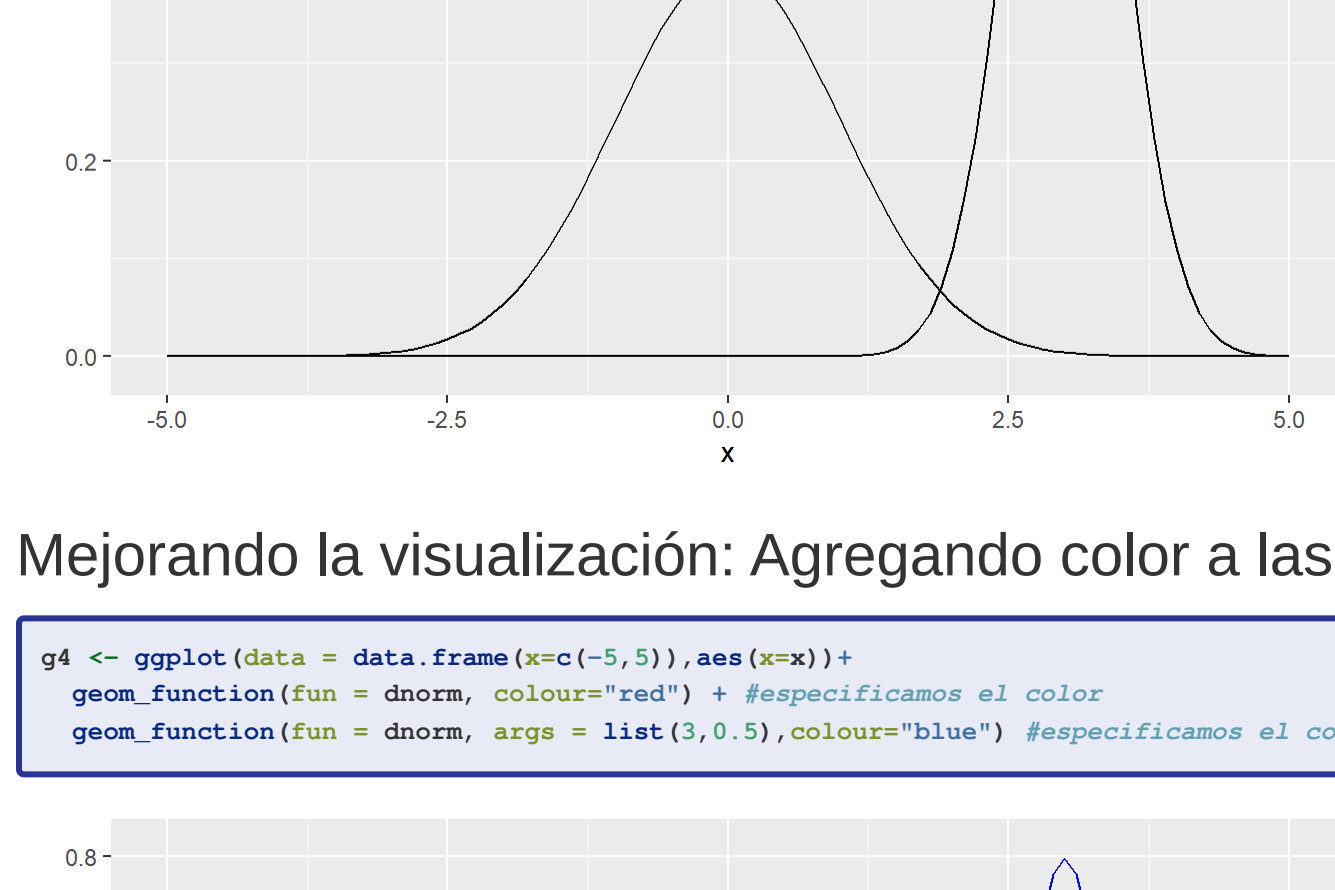 0.2
0.0
-5.0 -2.5 0.0 2.5 5.0
x
Mejorando la visualización: Agregando color a las
g4 <- ggplot(data = data.frame(x=c(-5,5)),aes(x=x))+
geom_function(fun = dnorm, colour="red") + #especificamos el color
geom_function(fun = dnorm, args = list(3,0.5),colour="blue") #especificamos el co
0.8